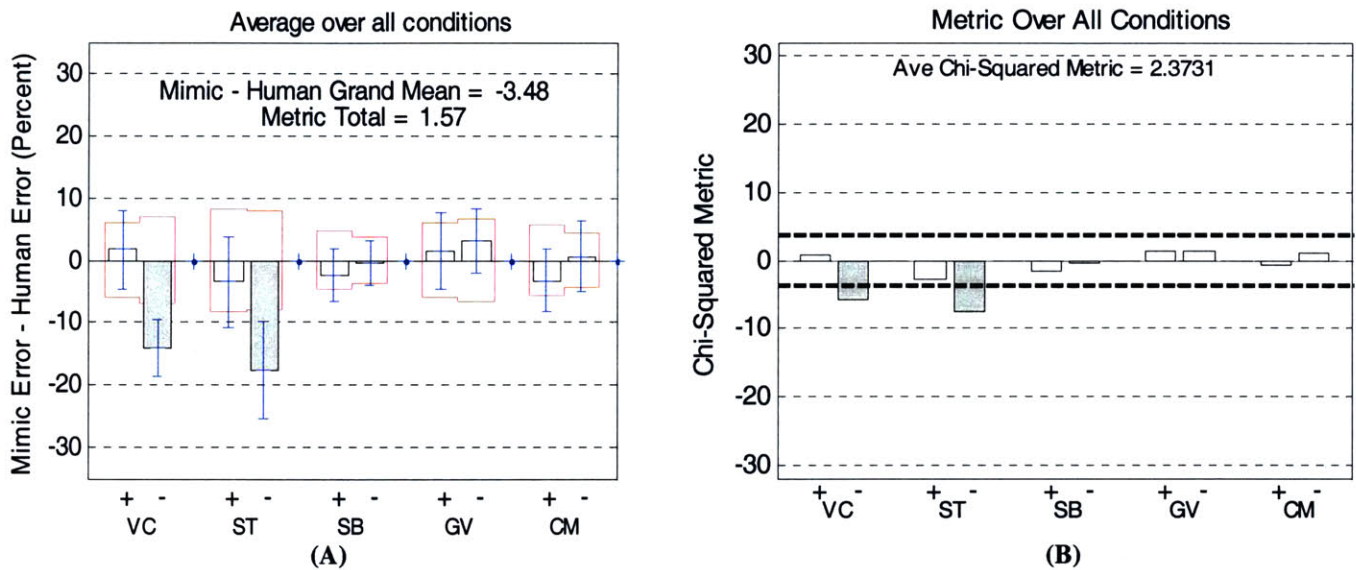 Average over all conditions
Mimic Error - Human Error (Percent)
30
20
10
0
-10
-20
-30
Mimic - Human Grand Mean = -3.48
Metric Total = 1.57
+ - + - + - + - + -
VC ST SB GV CM
(A)
Metric Over All Conditions
Chi-Squared Metric
30
20
10
0
-10
-20
-30
Ave Chi-Squared Metric = 2.3731
+ - + - + - + - + -
VC ST SB GV CM
(B)